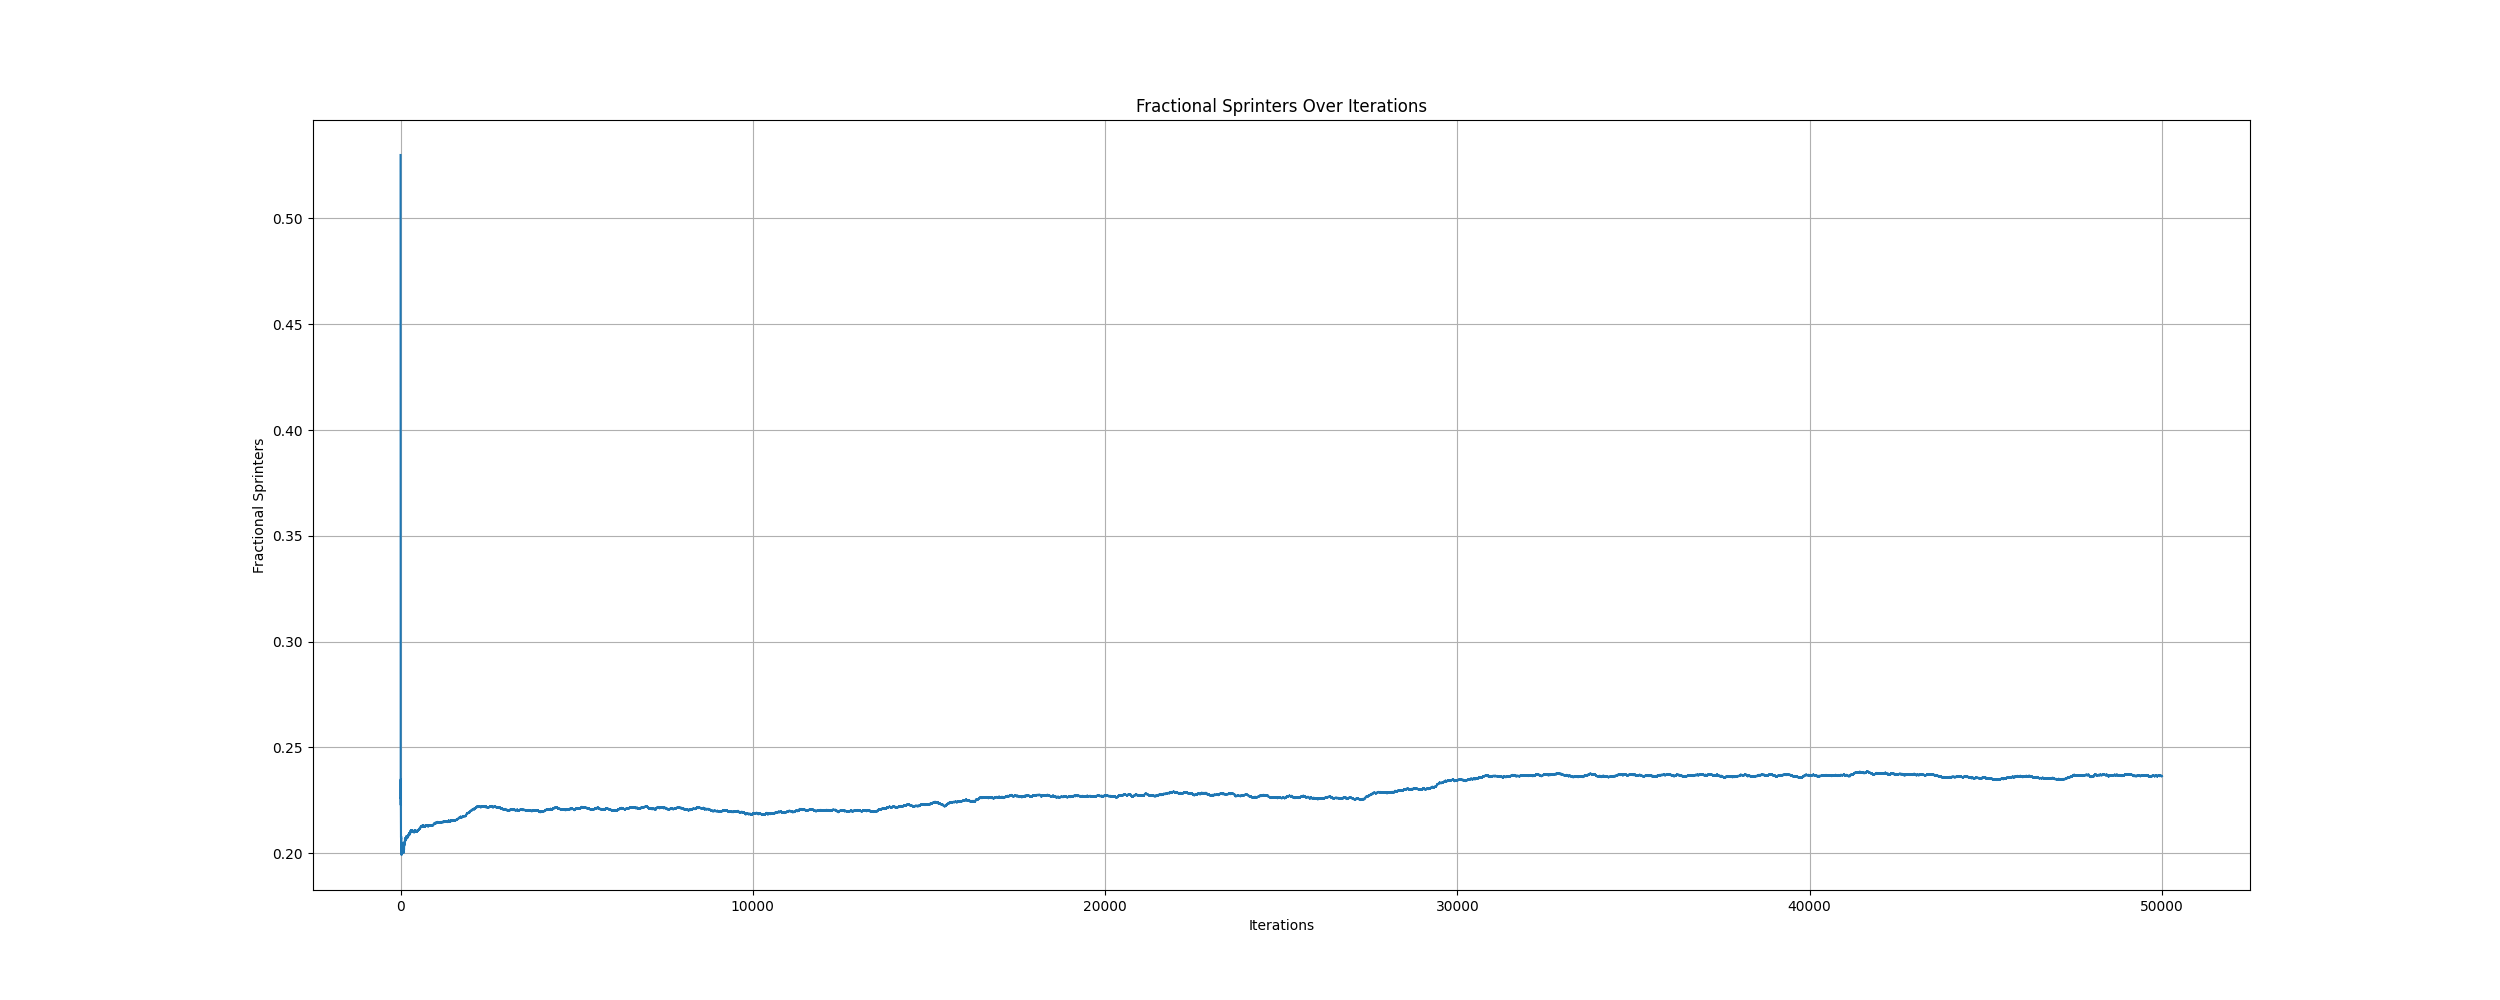 Fractional Sprinters Over Iterations
0.50
0.45
0.40
0.35
0.30
0.25
0.20
Fractional Sprinters
0 10000 20000 30000 40000 50000
Iterations